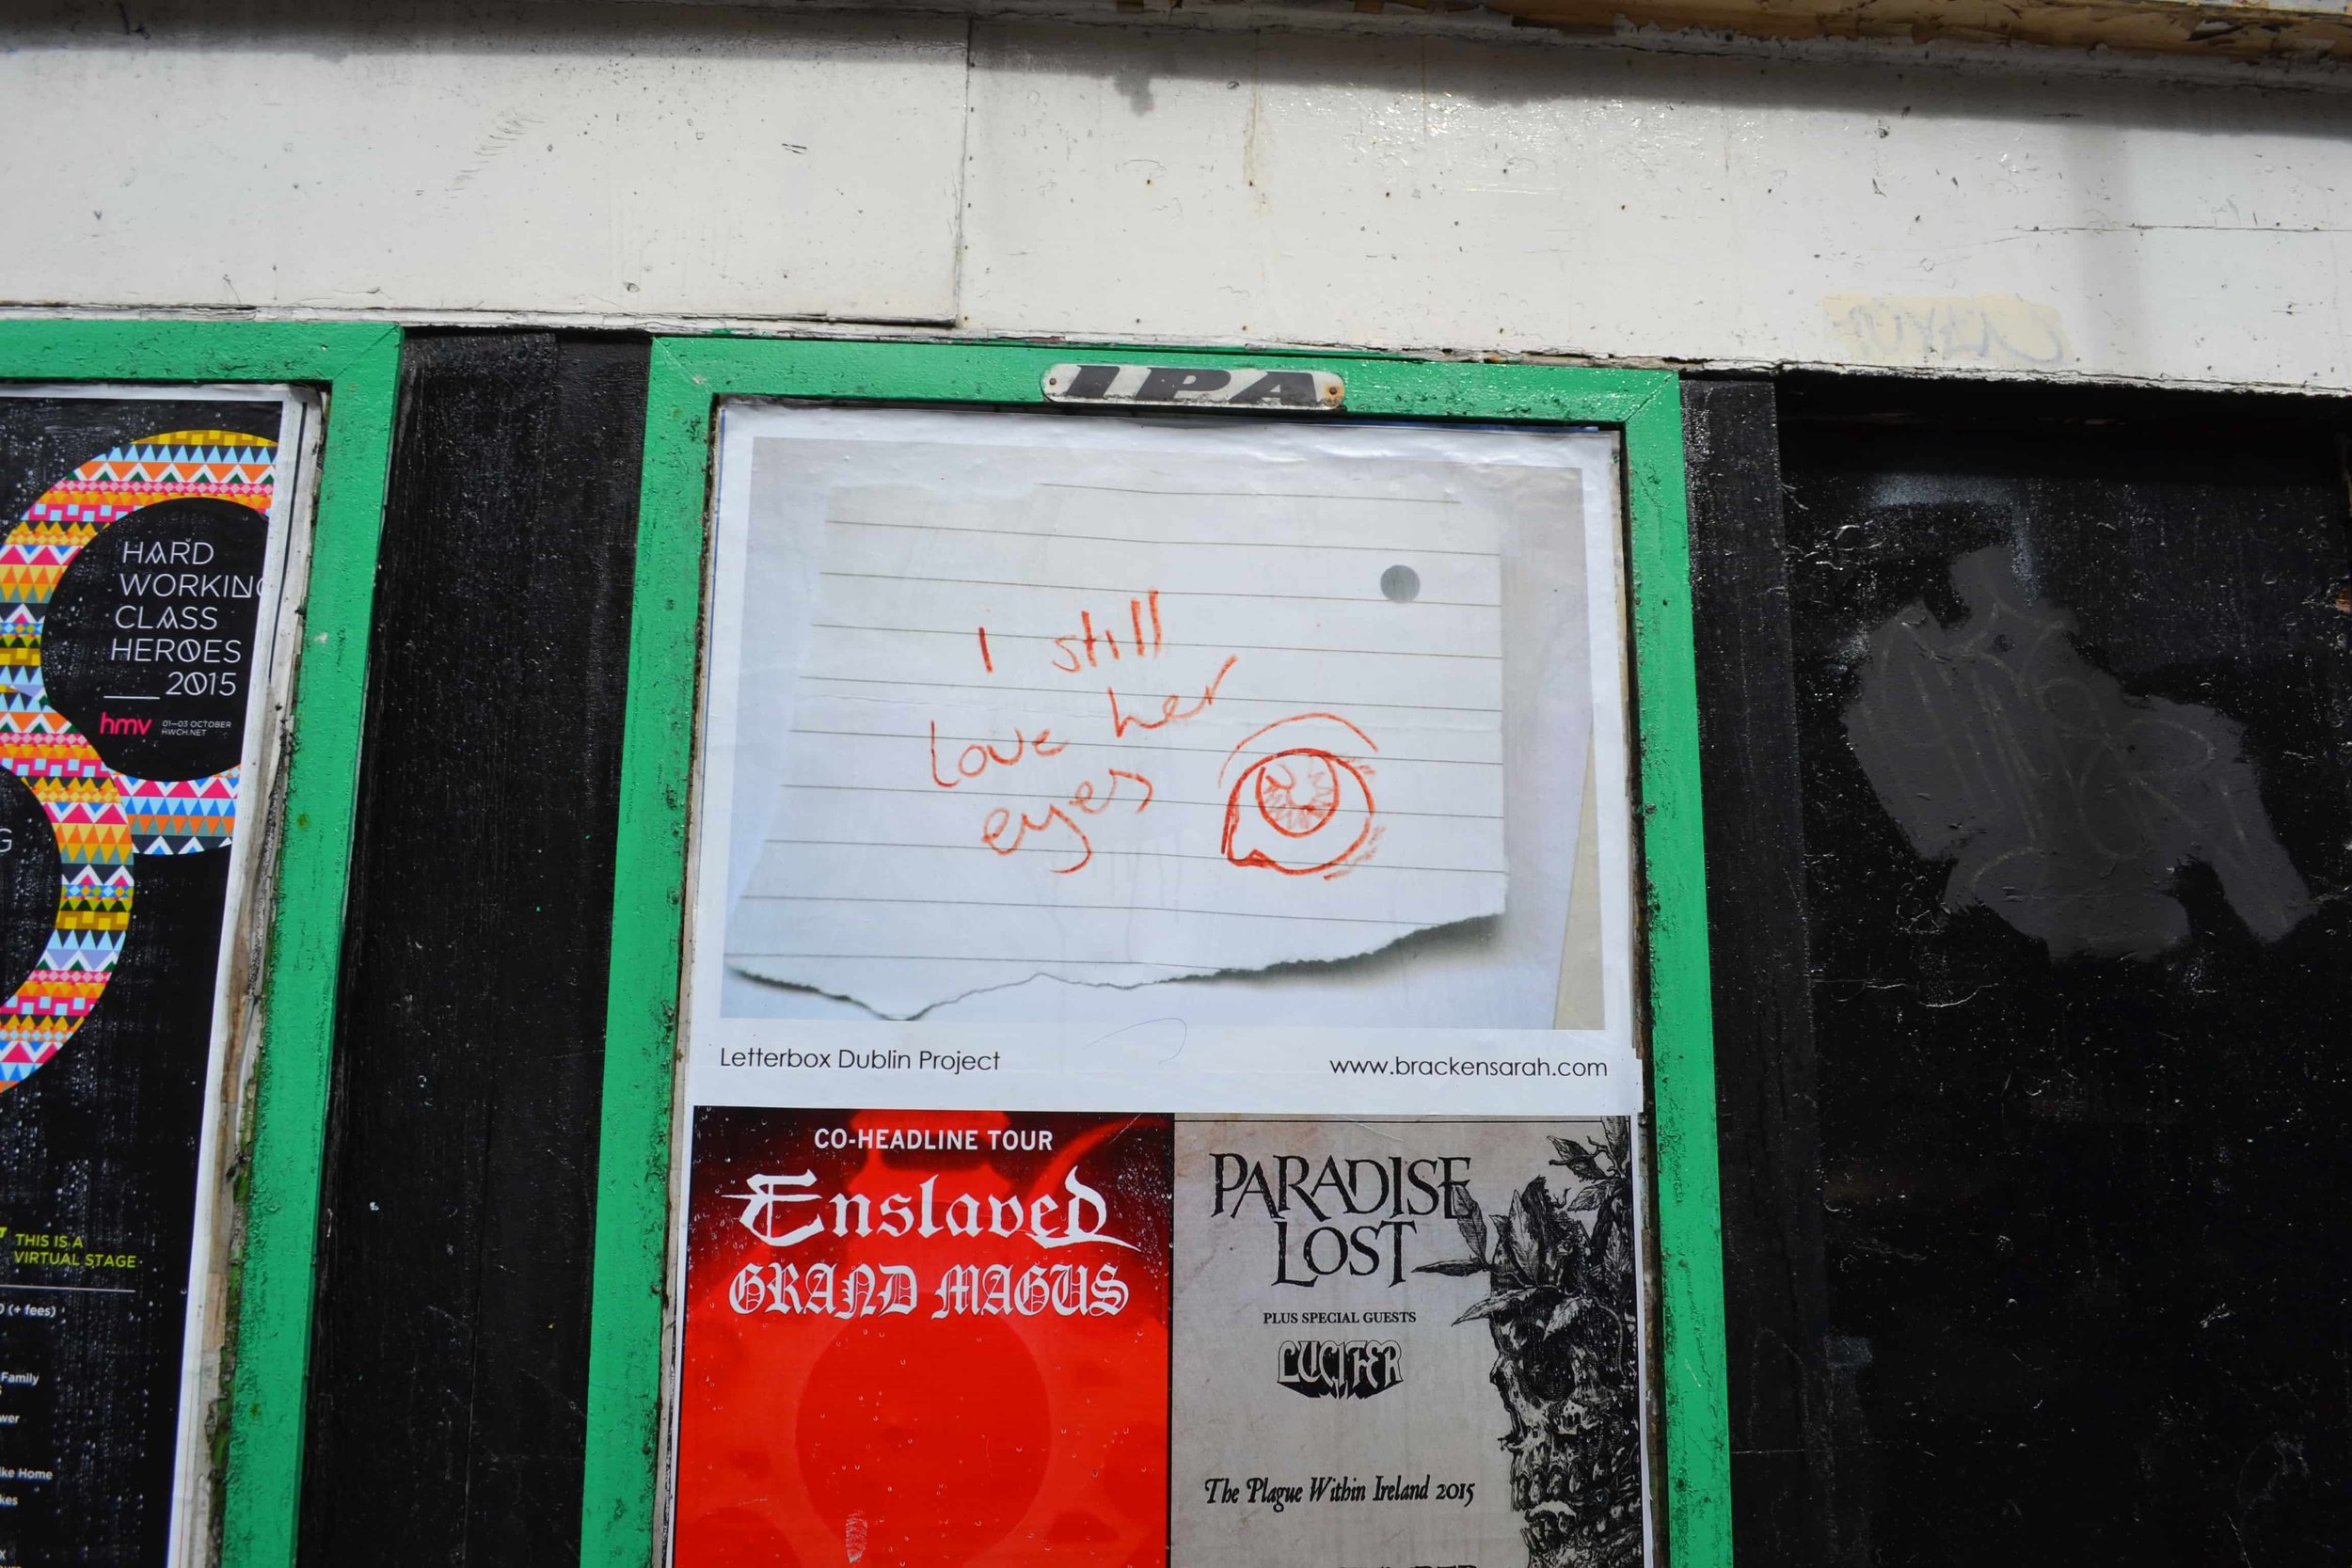 HARD
WORKING
CLASS
HEROES
2015
hmv
01–03 OCTOBER
HWCH.NET
THIS IS A
VIRTUAL STAGE
(+ fees)
Family
Home
IPA
I still
love her
eyes
Letterbox Dublin Project
www.brackensarah.com
CO-HEADLINE TOUR
Enslaved
GRAND MAGUS
PARADISE
LOST
PLUS SPECIAL GUESTS
LUCIFER
The Plague Within Ireland 2015